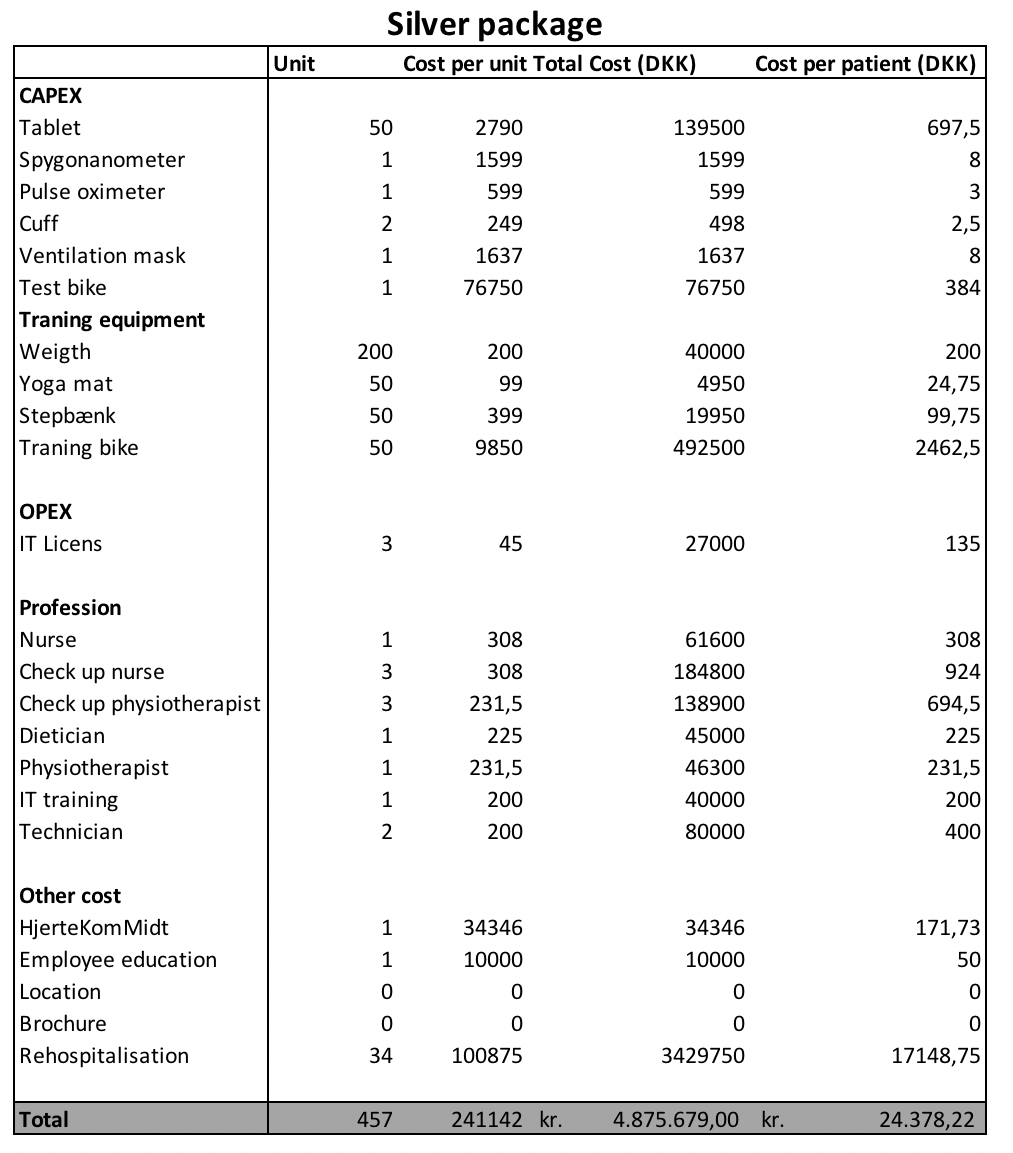 Silver package
Unit Cost per unit Total Cost (DKK) Cost per patient (DKK)
CAPEX
Tablet 50 2790 139500 697,5
Spygonanometer 1 1599 1599 8
Pulse oximeter 1 599 599 3
Cuff 2 249 498 2,5
Ventilation mask 1 1637 1637 8
Test bike 1 76750 76750 384
Traning equipment
Weigth 200 200 40000 200
Yoga mat 50 99 4950 24,75
Stepbænk 50 399 19950 99,75
Traning bike 50 9850 492500 2462,5
OPEX
IT Licens 3 45 27000 135
Profession
Nurse 1 308 61600 308
Check up nurse 3 308 184800 924
Check up physiotherapist 3 231,5 138900 694,5
Dietician 1 225 45000 225
Physiotherapist 1 231,5 46300 231,5
IT training 1 200 40000 200
Technician 2 200 80000 400
Other cost
HjerteKomMidt 1 34346 34346 171,73
Employee education 1 10000 10000 50
Location 0 0 0 0
Brochure 0 0 0 0
Rehospitalisation 34 100875 3429750 17148,75
Total 457 241142 kr. 4.875.679,00 kr. 24.378,22